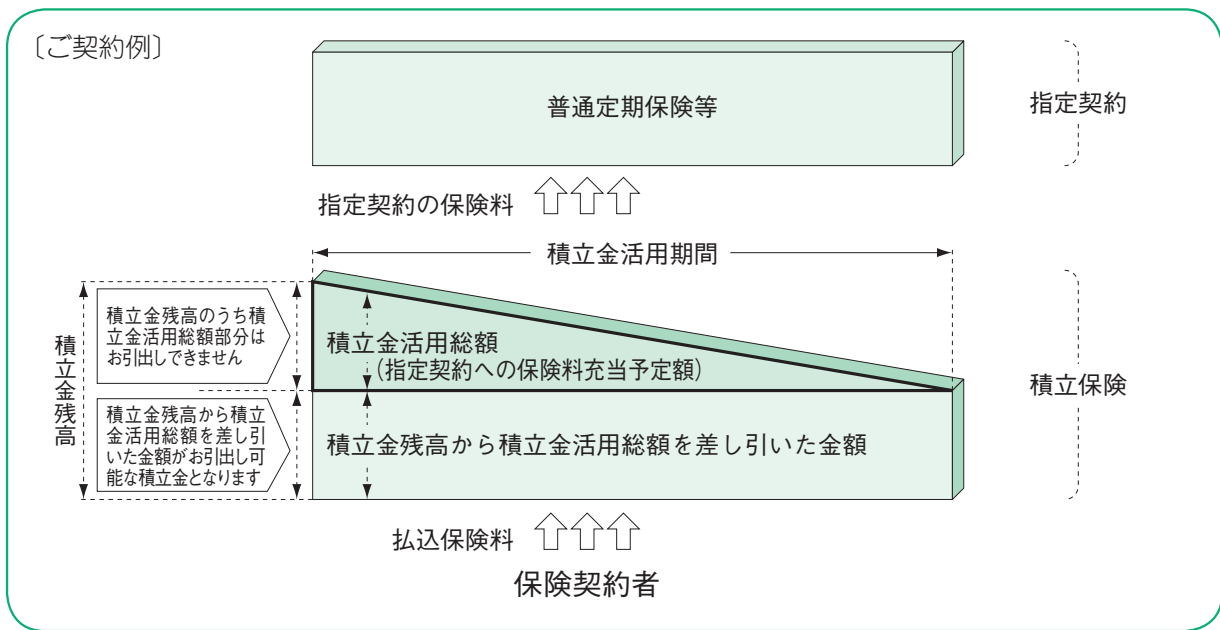 〔ご契約例〕
普通定期保険等
指定契約
指定契約の保険料
積立金活用期間
積立金残高
積立金残高のうち積
立金活用総額部分は
お引出しできません
積立金活用総額
(指定契約への保険料充当予定額)
積立保険
積立金残高から積立
金活用総額を差し引
いた金額がお引出し可
能な積立金となります
積立金残高から積立金活用総額を差し引いた金額
払込保険料
保険契約者